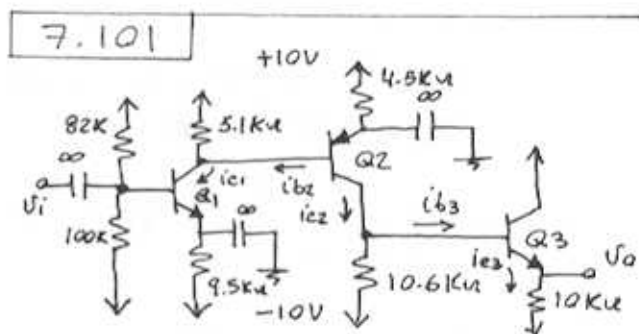 7.101
+10V
4.5Kω
∞
82K
5.1Kω
∞
Q2
ic1
ib2
Q1
ic2
ib3
∞
Q3
vi
100K
9.5Kω
10.6Kω
ie3
vo
10Kω
-10V